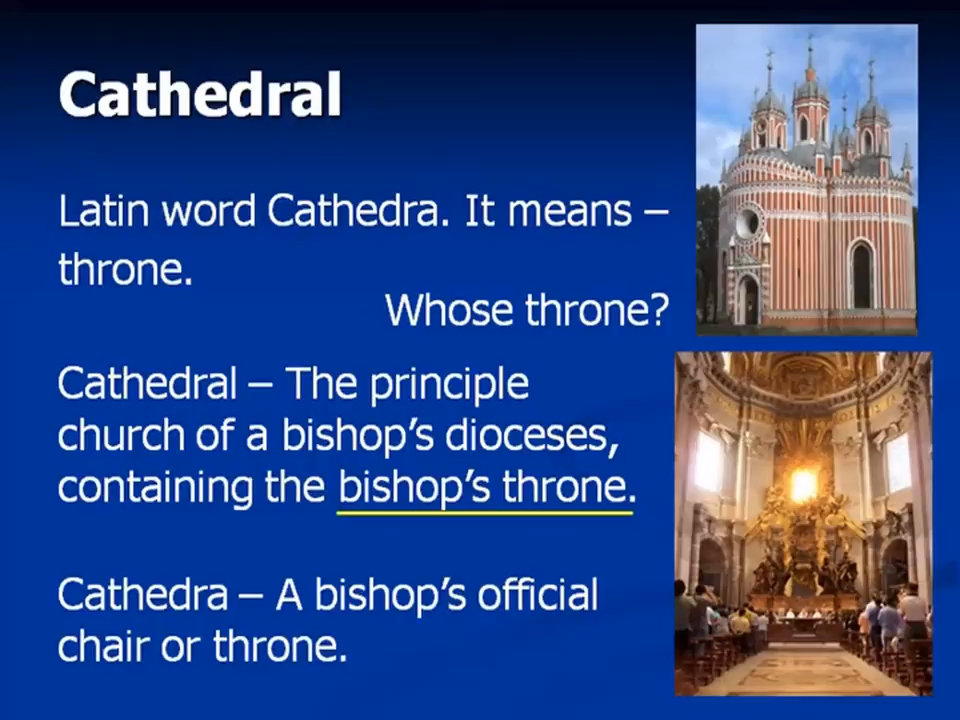 Cathedral
Latin word Cathedra. It means –
throne.
Whose throne?
Cathedral – The principle
church of a bishop’s dioceses,
containing the bishop’s throne.
Cathedra – A bishop’s official
chair or throne.